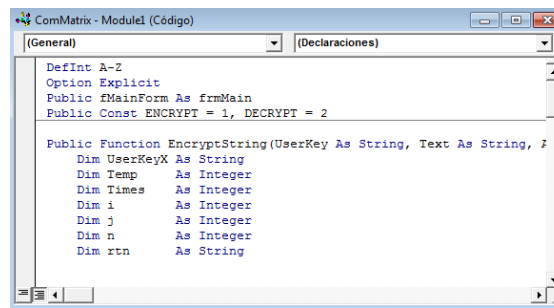 ComMatrix - Module1 (Código)
(General) (Declaraciones)
DefInt A-Z
Option Explicit
Public fMainForm As frmMain
Public Const ENCRYPT = 1, DECRYPT = 2
Public Function EncryptString(UserKey As String, Text As String,
Dim UserKeyX As String
Dim Temp As Integer
Dim Times As Integer
Dim i As Integer
Dim j As Integer
Dim n As Integer
Dim rtn As String